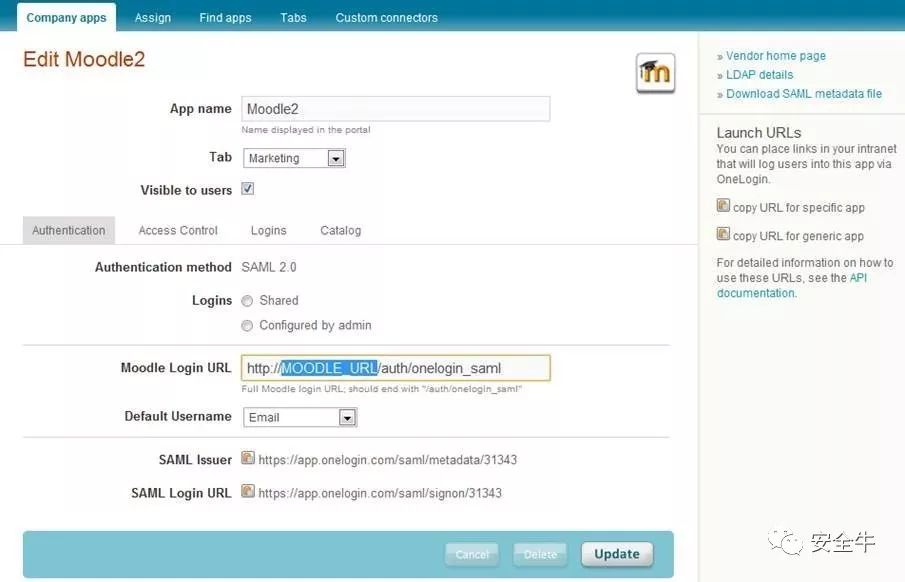 Company apps Assign Find apps Tabs Custom connectors
Edit Moodle2
App name Moodle2
Name displayed in the portal
Tab Marketing
Visible to users
Authentication Access Control Logins Catalog
Authentication method SAML 2.0
Logins Shared
Configured by admin
Moodle Login URL http://MOODLE_URL/auth/onelogin_saml
Full Moodle login URL; should end with "/auth/onelogin_saml"
Default Username Email
SAML Issuer https://app.onelogin.com/saml/metadata/31343
SAML Login URL https://app.onelogin.com/saml/signon/31343
Cancel Delete Update
» Vendor home page
» LDAP details
» Download SAML metadata file
Launch URLs
You can place links in your intranet
that will log users into this app via
OneLogin.
copy URL for specific app
copy URL for generic app
For detailed information on how to
use these URLs, see the API
documentation.
安全牛